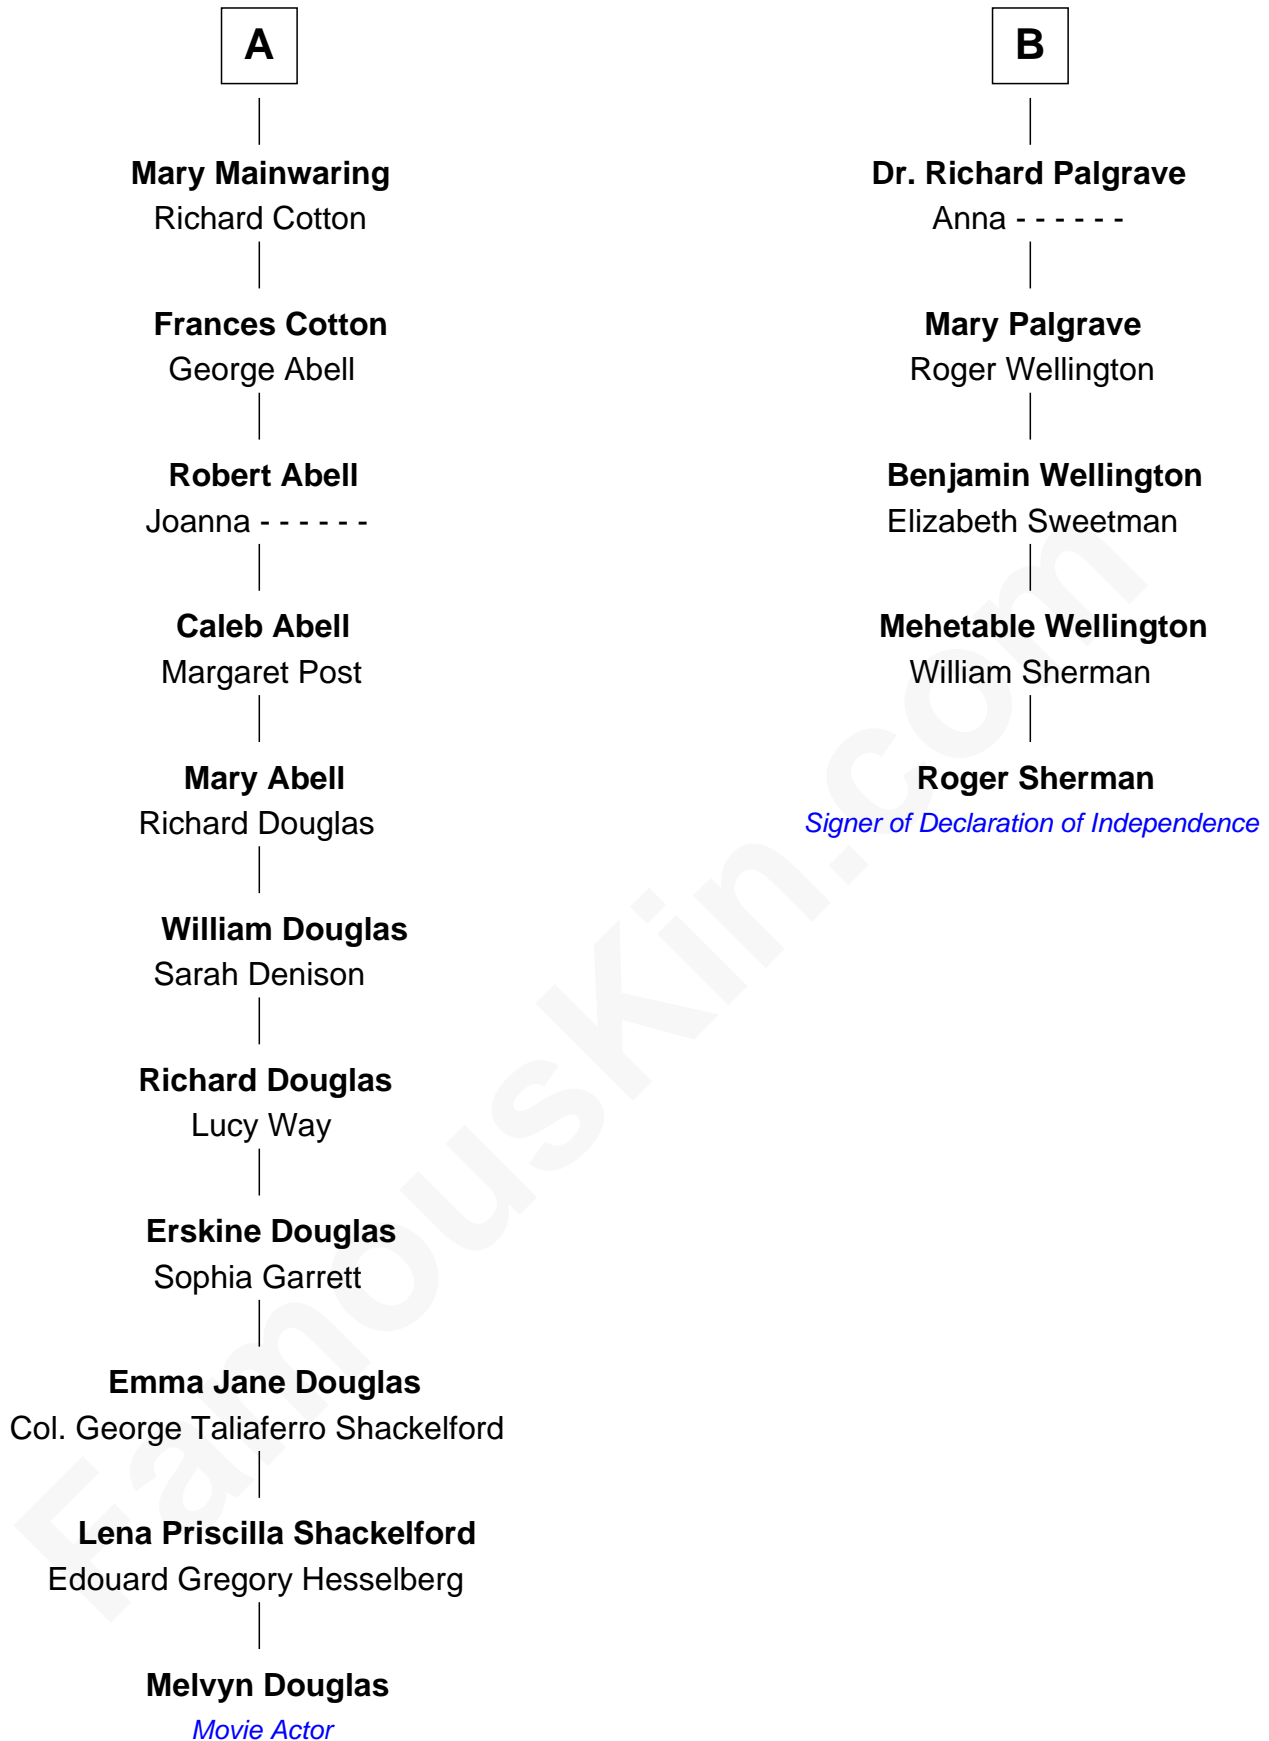 A
Mary Mainwaring
Richard Cotton
Frances Cotton
George Abell
Robert Abell
Joanna - - - - - -
Caleb Abell
Margaret Post
Mary Abell
Richard Douglas
William Douglas
Sarah Denison
Richard Douglas
Lucy Way
Erskine Douglas
Sophia Garrett
Emma Jane Douglas
Col. George Taliaferro Shackelford
Lena Priscilla Shackelford
Edouard Gregory Hesselberg
Melvyn Douglas
Movie Actor
B
Dr. Richard Palgrave
Anna - - - - - -
Mary Palgrave
Roger Wellington
Benjamin Wellington
Elizabeth Sweetman
Mehetable Wellington
William Sherman
Roger Sherman
Signer of Declaration of Independence
FamousKin.com